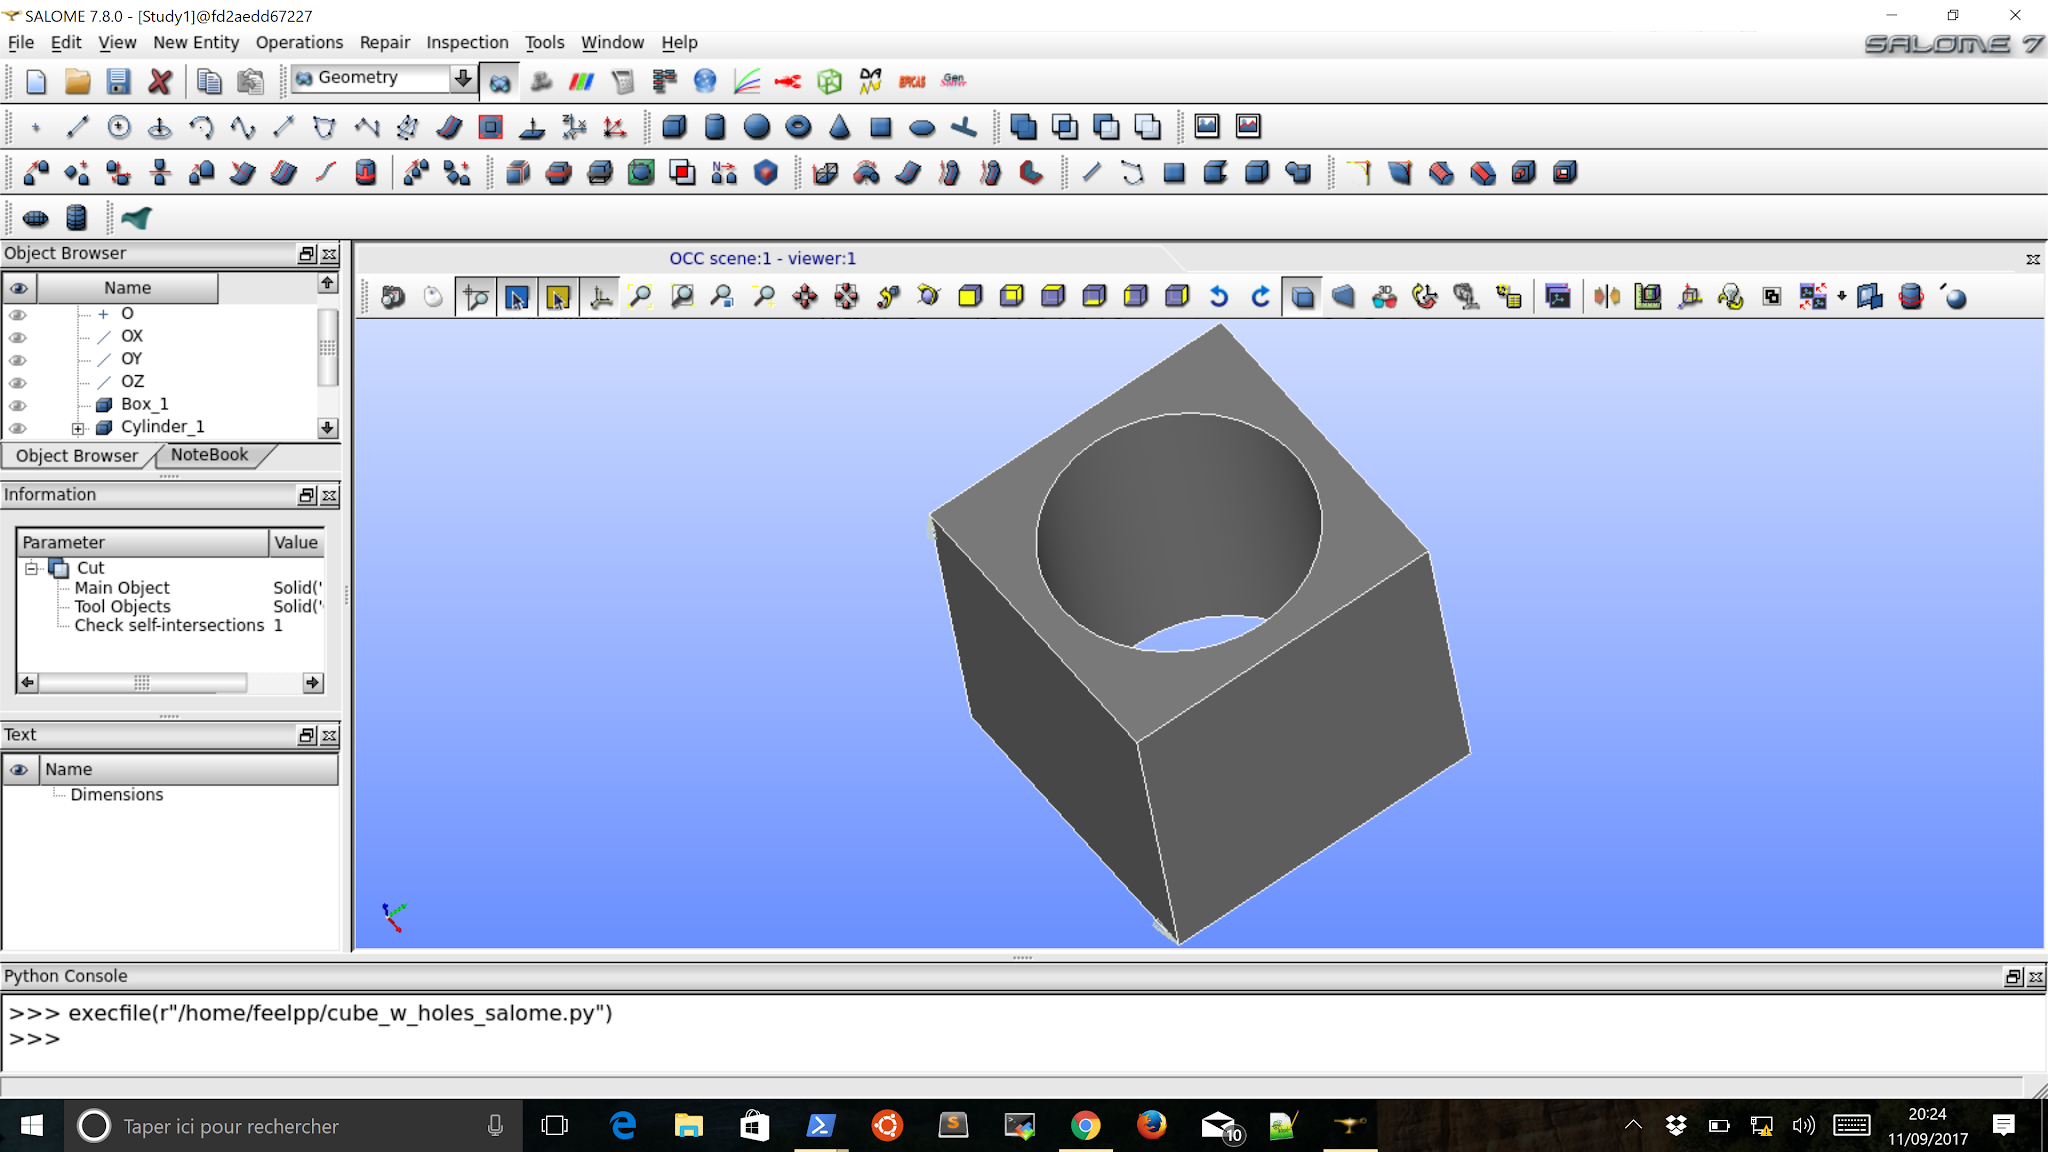 SALOME 7.8.0 - [Study1]@fd2aedd67227
File Edit View New Entity Operations Repair Inspection Tools Window Help
SALOME 7
Geometry
Object Browser
OCC scene:1 - viewer:1
Name
O
OX
OY
OZ
Box_1
Cylinder_1
Object Browser NoteBook
Information
Parameter Value
Cut
Main Object Solid('
Tool Objects Solid('
Check self-intersections 1
Text
Name
Dimensions
Python Console
>>> execfile(r"/home/feelpp/cube_w_holes_salome.py")
>>>
Taper ici pour rechercher
10
20:24
11/09/2017